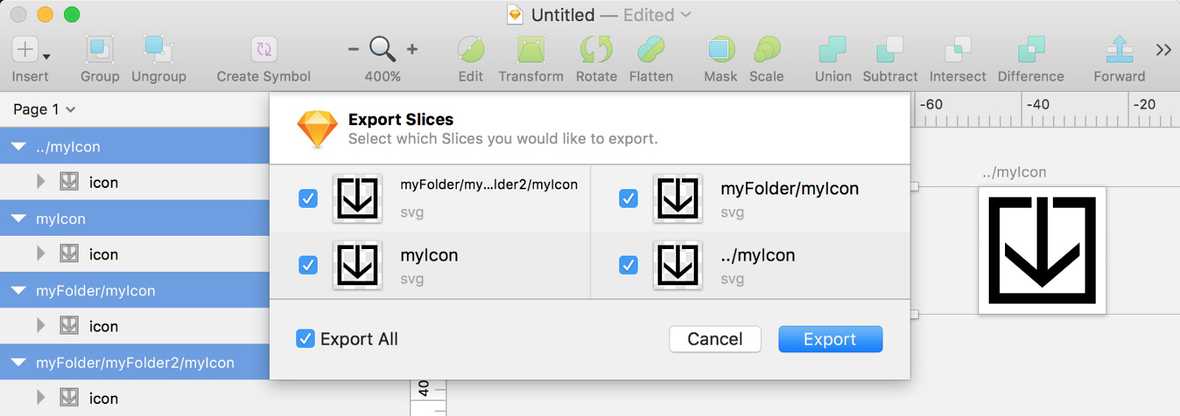 Untitled — Edited
Insert Group Ungroup Create Symbol 400% Edit Transform Rotate Flatten Mask Scale Union Subtract Intersect Difference Forward
Page 1
-60 -40 -20
Export Slices
Select which Slices you would like to export.
../myIcon
icon
myIcon
icon
myFolder/myIcon
icon
myFolder/myFolder2/myIcon
icon
myFolder/my...lder2/myIcon
svg
myFolder/myIcon
svg
myIcon
svg
../myIcon
svg
Export All
Cancel
Export
../myIcon
40